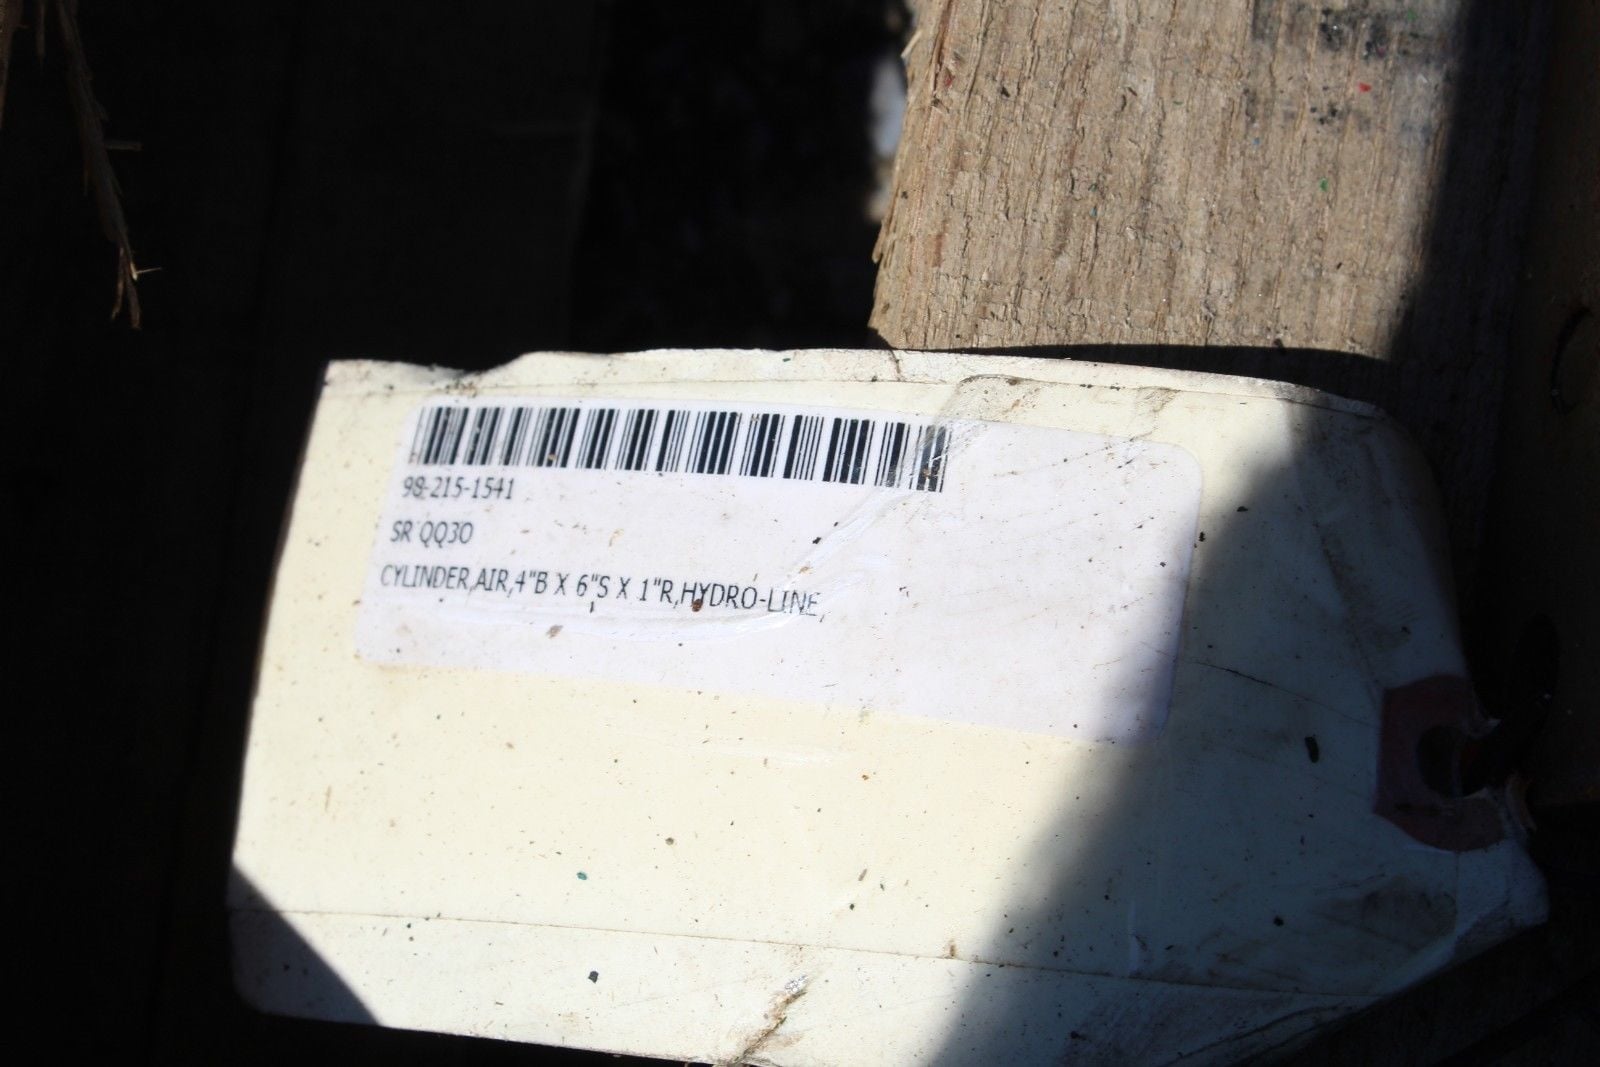 98-215-1541
SR QQ30
CYLINDER,AIR,4"B X 6"S X 1"R,HYDRO-LINE,